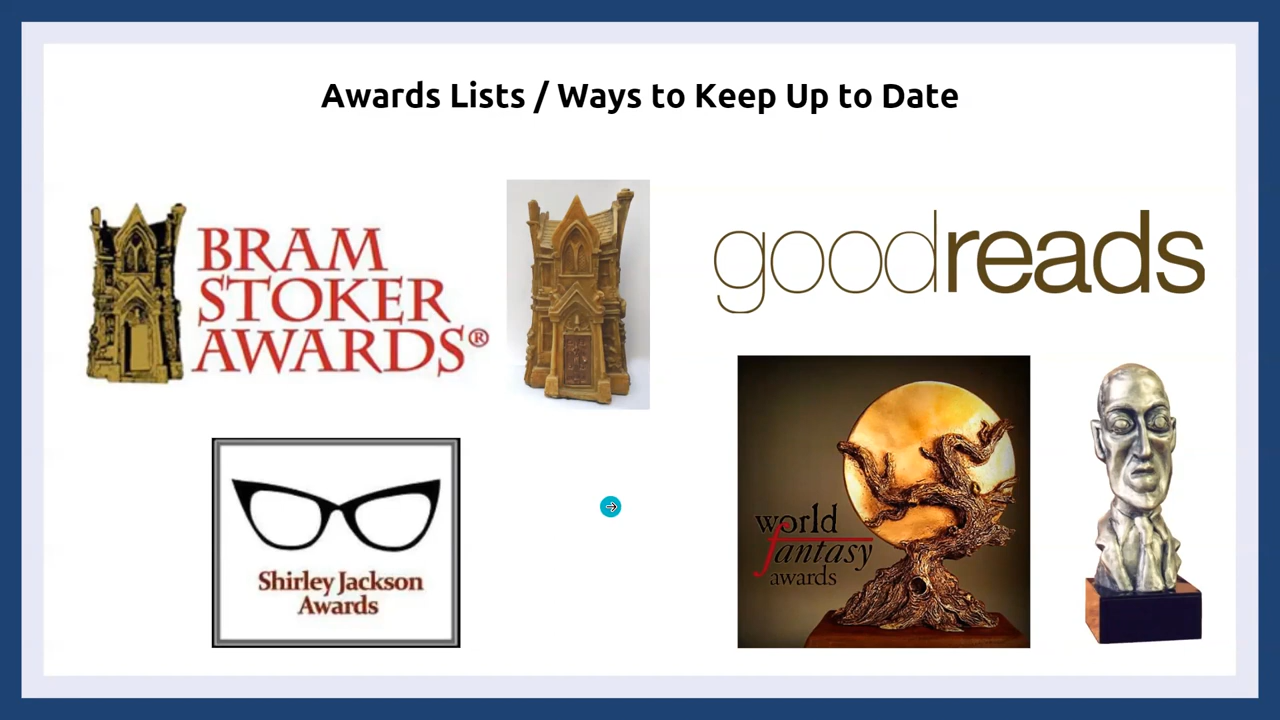 Awards Lists / Ways to Keep Up to Date
BRAM
STOKER
AWARDS®
goodreads
world
fantasy
awards
Shirley Jackson
Awards